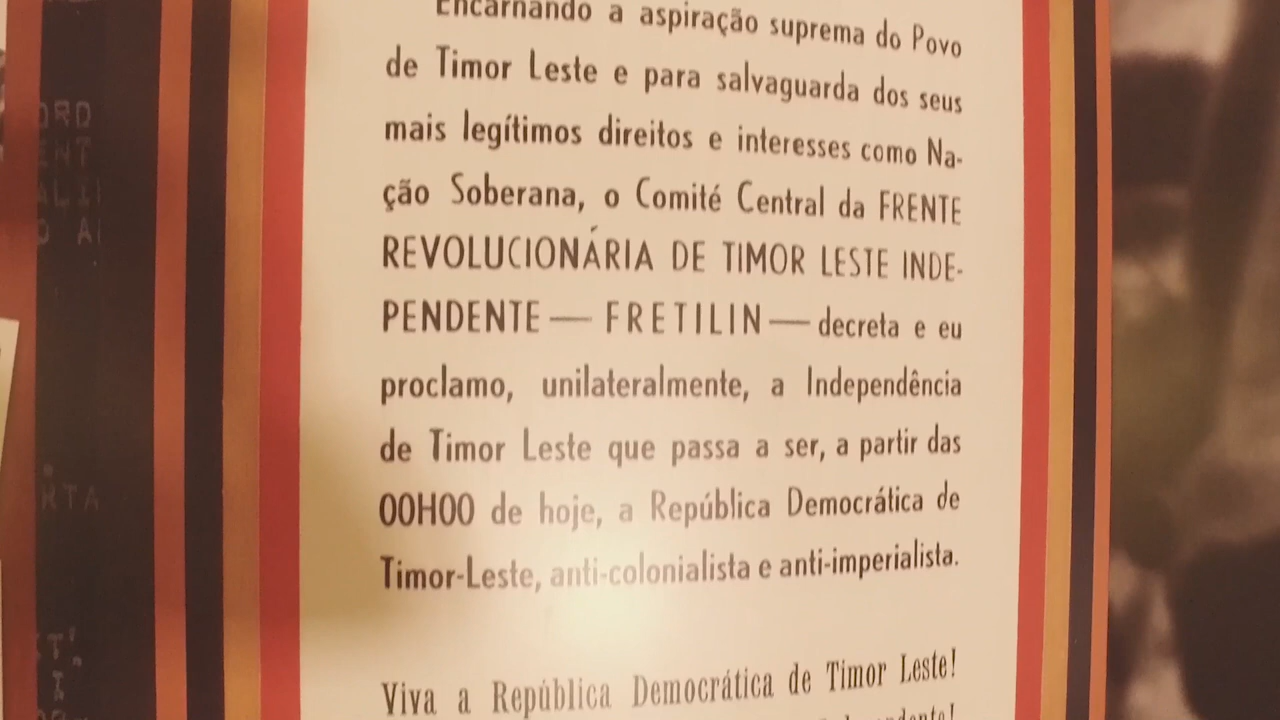 Encarnando a aspiração suprema do Povo
de Timor Leste e para salvaguarda dos seus
mais legítimos direitos e interesses como Na-
ção Soberana, o Comité Central da FRENTE
REVOLUCIONÁRIA DE TIMOR LESTE INDE-
PENDENTE — FRETILIN — decreta e eu
proclamo, unilateralmente, a Independência
de Timor Leste que passa a ser, a partir das
00H00 de hoje, a República Democrática de
Timor-Leste, anti-colonialista e anti-imperialista.
Viva a República Democrática de Timor Leste!